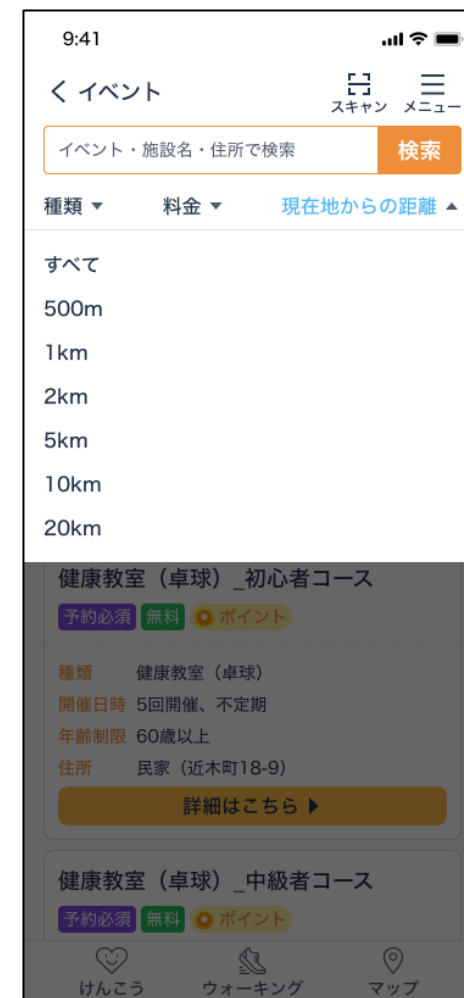 9:41
イベント
スキャン メニュー
イベント・施設名・住所で検索 検索
種類 ▼ 料金 ▼ 現在地からの距離 ▲
すべて
500m
1km
2km
5km
10km
20km
健康教室（卓球）_初心者コース
予約必須 無料 ポイント
種類 健康教室（卓球）
開催日時 5回開催、不定期
年齢制限 60歳以上
住所 民家（近木町18-9）
詳細はこちら ▶
健康教室（卓球）_中級者コース
予約必須 無料 ポイント
けんこう ウォーキング マップ